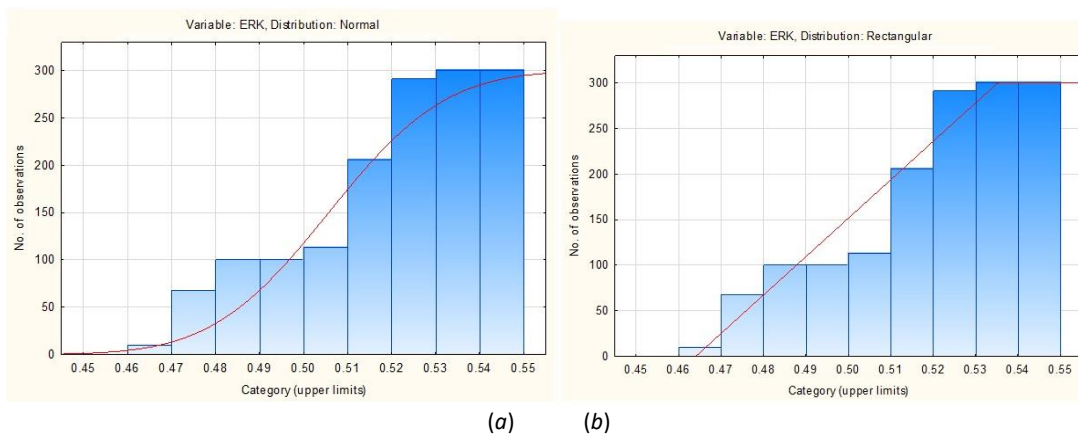 Variable: ERK, Distribution: Normal
No. of observations
300
250
200
150
100
50
0
0.45 0.46 0.47 0.48 0.49 0.50 0.51 0.52 0.53 0.54 0.55
Category (upper limits)
Variable: ERK, Distribution: Rectangular
No. of observations
300
250
200
150
100
50
0
0.45 0.46 0.47 0.48 0.49 0.50 0.51 0.52 0.53 0.54 0.55
Category (upper limits)
(a) (b)